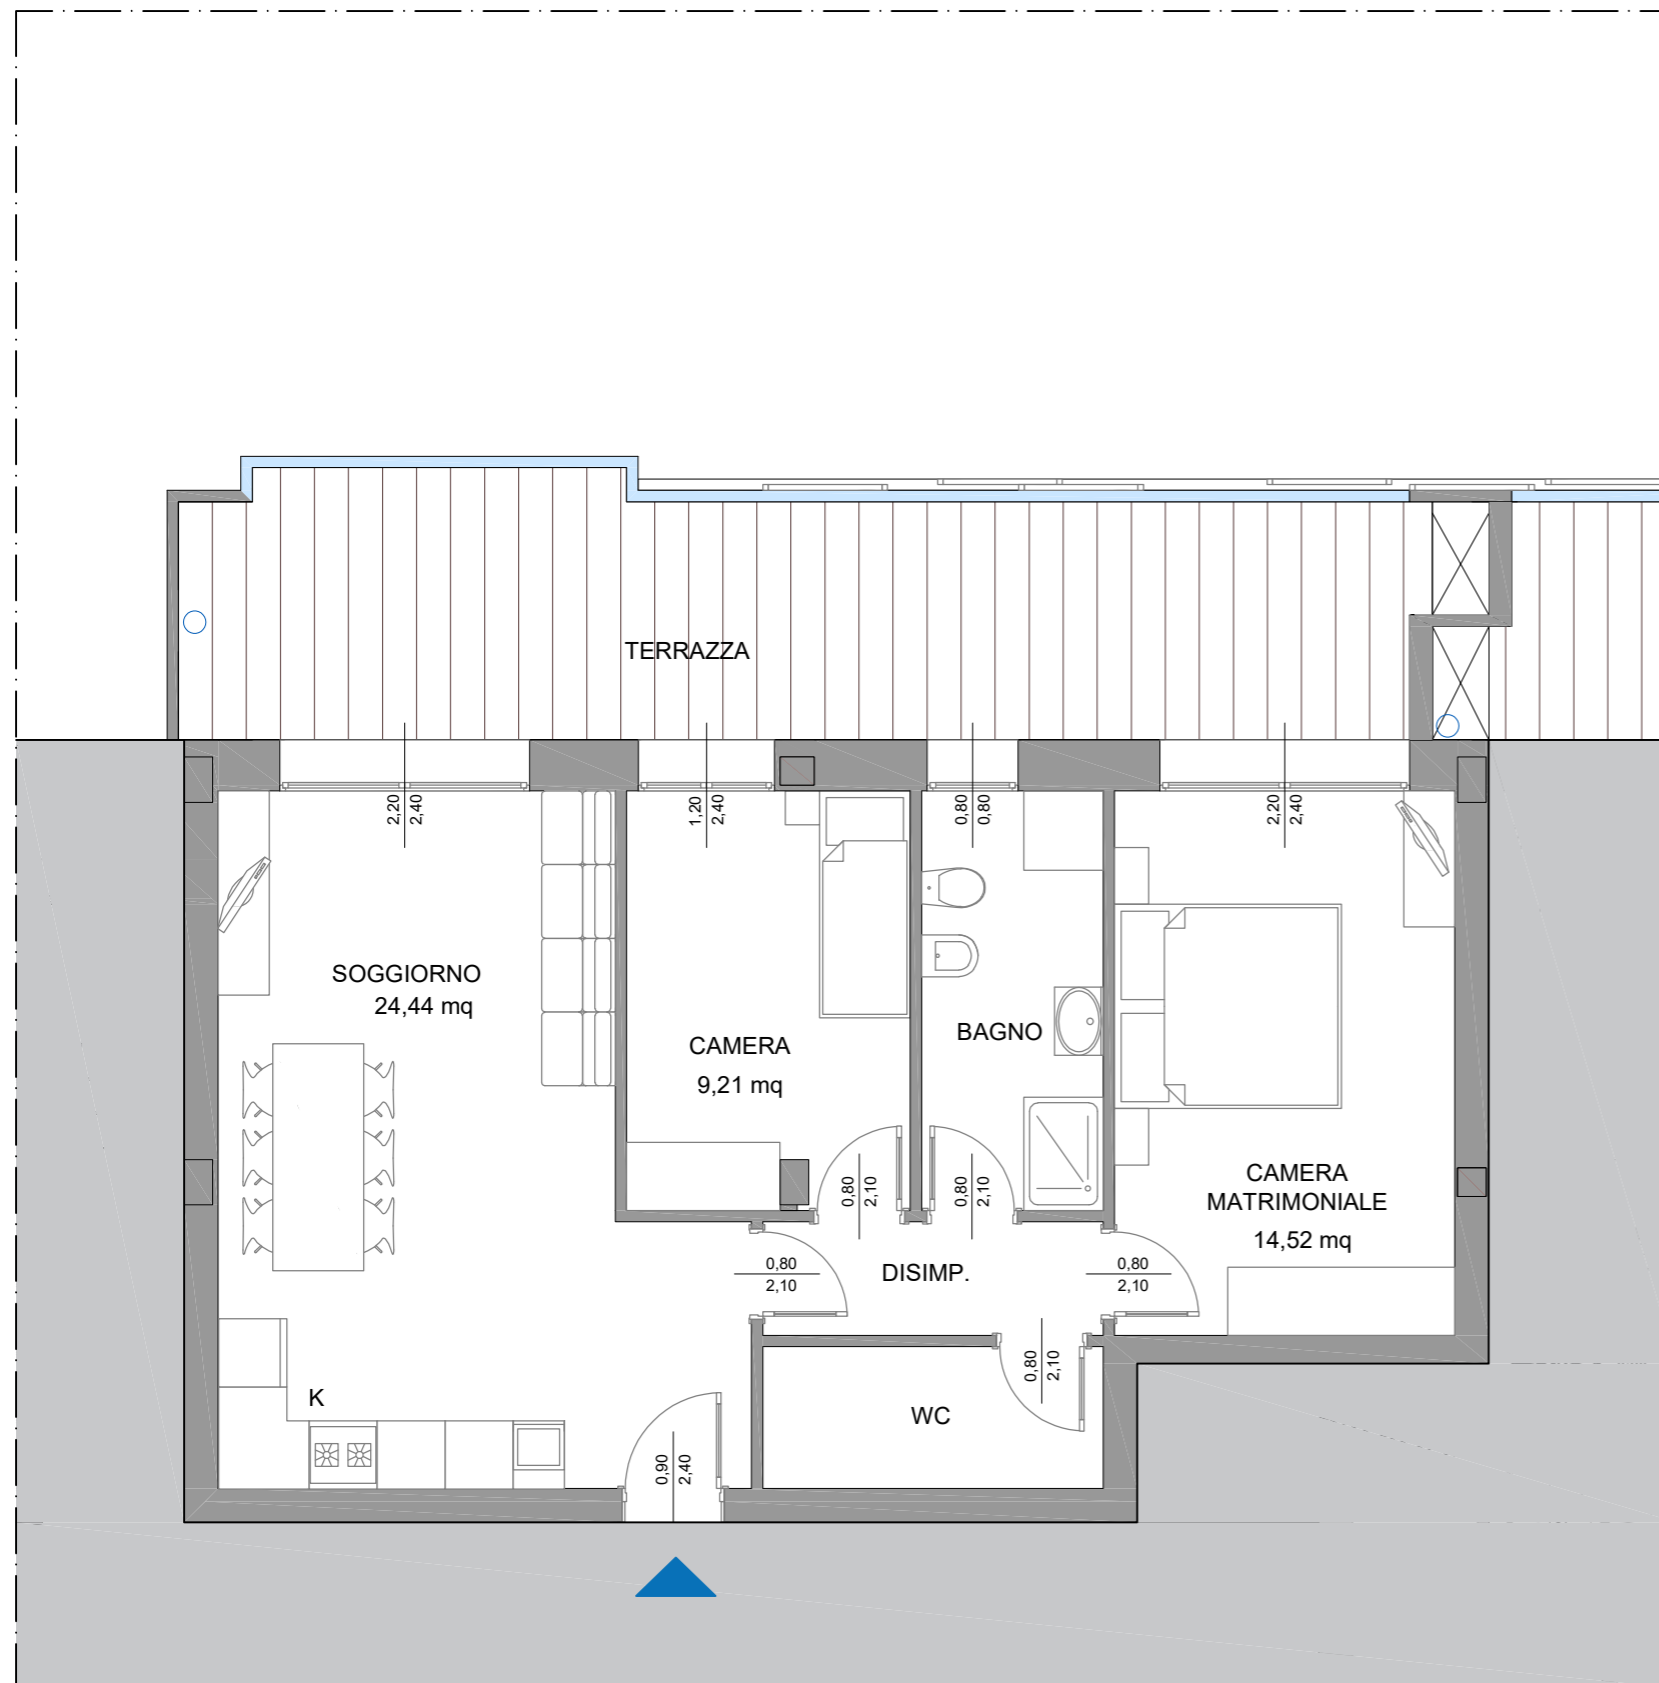 TERRAZZA
2,20
2,40
1,20
2,40
0,80
0,80
2,20
2,40
SOGGIORNO
24,44 mq
CAMERA
9,21 mq
BAGNO
CAMERA
MATRIMONIALE
14,52 mq
0,80
2,10
0,80
2,10
0,80
2,10
DISIMP.
0,80
2,10
0,80
2,10
K
WC
0,90
2,40